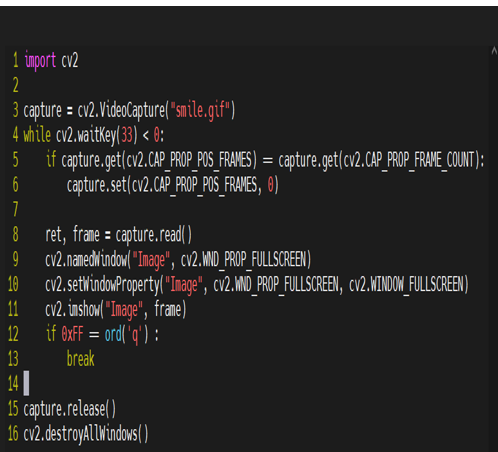 1 import cv2
2
3 capture = cv2.VideoCapture("smile.gif")
4 while cv2.waitKey(33) < 0:
5 if capture.get(cv2.CAP_PROP_POS_FRAMES) == capture.get(cv2.CAP_PROP_FRAME_COUNT):
6 capture.set(cv2.CAP_PROP_POS_FRAMES, 0)
7
8 ret, frame = capture.read()
9 cv2.namedWindow("Image", cv2.WND_PROP_FULLSCREEN)
10 cv2.setWindowProperty("Image", cv2.WND_PROP_FULLSCREEN, cv2.WINDOW_FULLSCREEN)
11 cv2.imshow("Image", frame)
12 if 0xFF == ord('q') :
13 break
14
15 capture.release()
16 cv2.destroyAllWindows()